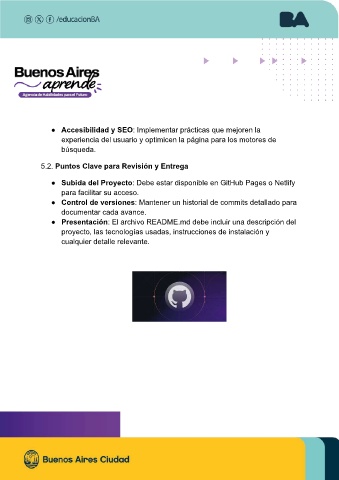 /educacionBA
BA
Buenos Aires
aprende
Agencia de Habilidades para el Futuro
● Accesibilidad y SEO: Implementar prácticas que mejoren la
experiencia del usuario y optimicen la página para los motores de
búsqueda.
5.2. Puntos Clave para Revisión y Entrega
● Subida del Proyecto: Debe estar disponible en GitHub Pages o Netlify
para facilitar su acceso.
● Control de versiones: Mantener un historial de commits detallado para
documentar cada avance.
● Presentación: El archivo README.md debe incluir una descripción del
proyecto, las tecnologías usadas, instrucciones de instalación y
cualquier detalle relevante.
Buenos Aires Ciudad